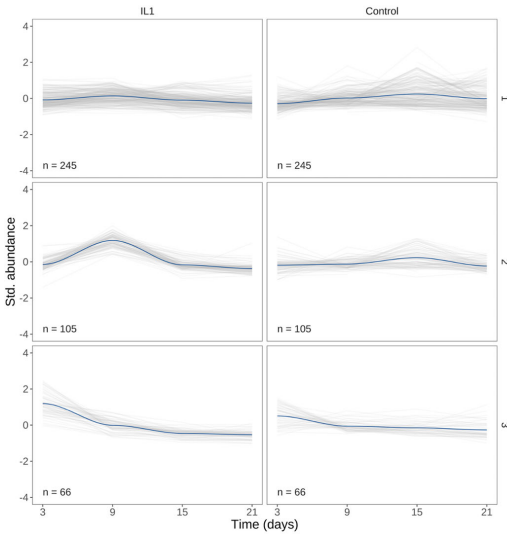 IL1
Control
4
2
0
-2
-4
n = 245
n = 245
1
4
2
0
-2
-4
n = 105
n = 105
2
4
2
0
-2
-4
n = 66
n = 66
3
Std. abundance
3
9
15
21
3
9
15
21
Time (days)